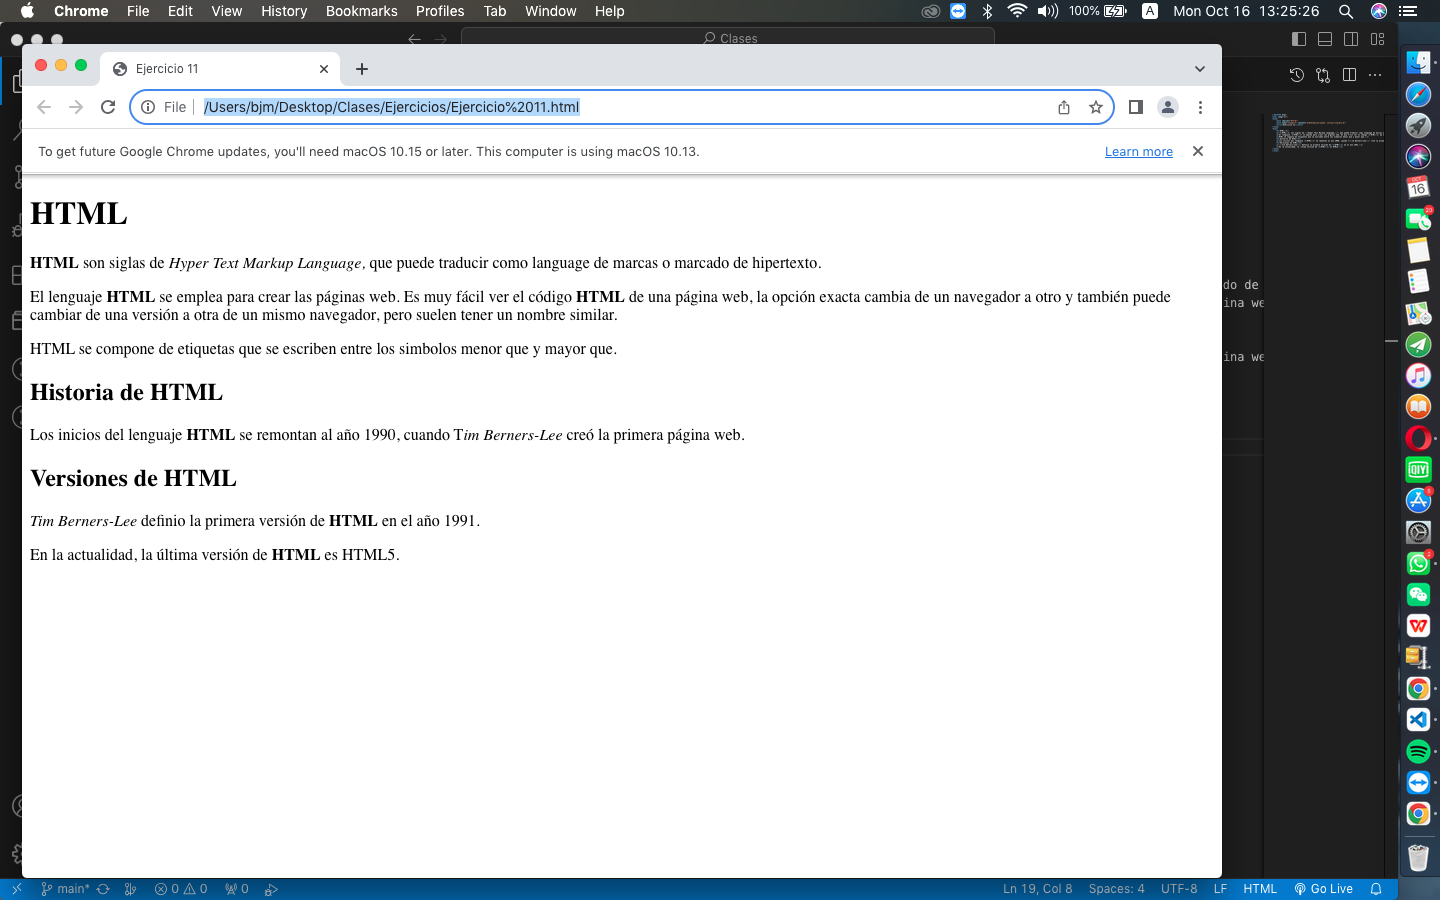 Chrome File Edit View History Bookmarks Profiles Tab Window Help 100% A Mon Oct 16 13:25:26
Clases
Ejercicio 11
File /Users/bjm/Desktop/Clases/Ejercicios/Ejercicio%2011.html
To get future Google Chrome updates, you'll need macOS 10.15 or later. This computer is using macOS 10.13. Learn more
HTML
HTML son siglas de Hyper Text Markup Language, que puede traducir como language de marcas o marcado de hipertexto.
El lenguaje HTML se emplea para crear las páginas web. Es muy fácil ver el código HTML de una página web, la opción exacta cambia de un navegador a otro y también puede
cambiar de una versión a otra de un mismo navegador, pero suelen tener un nombre similar.
HTML se compone de etiquetas que se escriben entre los simbolos menor que y mayor que.
Historia de HTML
Los inicios del lenguaje HTML se remontan al año 1990, cuando Tim Berners-Lee creó la primera página web.
Versiones de HTML
Tim Berners-Lee definio la primera versión de HTML en el año 1991.
En la actualidad, la última versión de HTML es HTML5.
do de
ina we
ina we
OCT
16
20
QIYI
main* 0 0 0 Ln 19, Col 8 Spaces: 4 UTF-8 LF HTML Go Live